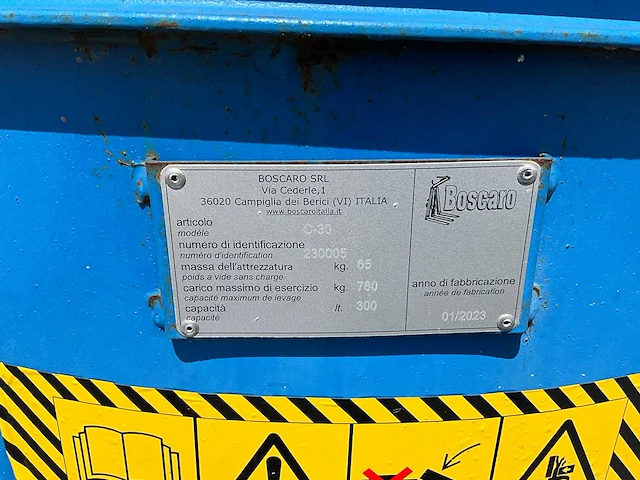 BOSCARO SRL
Via Cederle,1
36020 Campiglia dei Berici (VI) ITALIA
www.boscaroitalia.it
Boscaro
articolo
modèle
C-30
numero di identificazione
numéro d'identification
230005
massa dell'attrezzatura kg. 65
poids à vide sans charge
carico massimo di esercizio kg. 780
capacité maximum de levage
capacità lt. 300
capacité
anno di fabbricazione
année de fabrication
01/2023